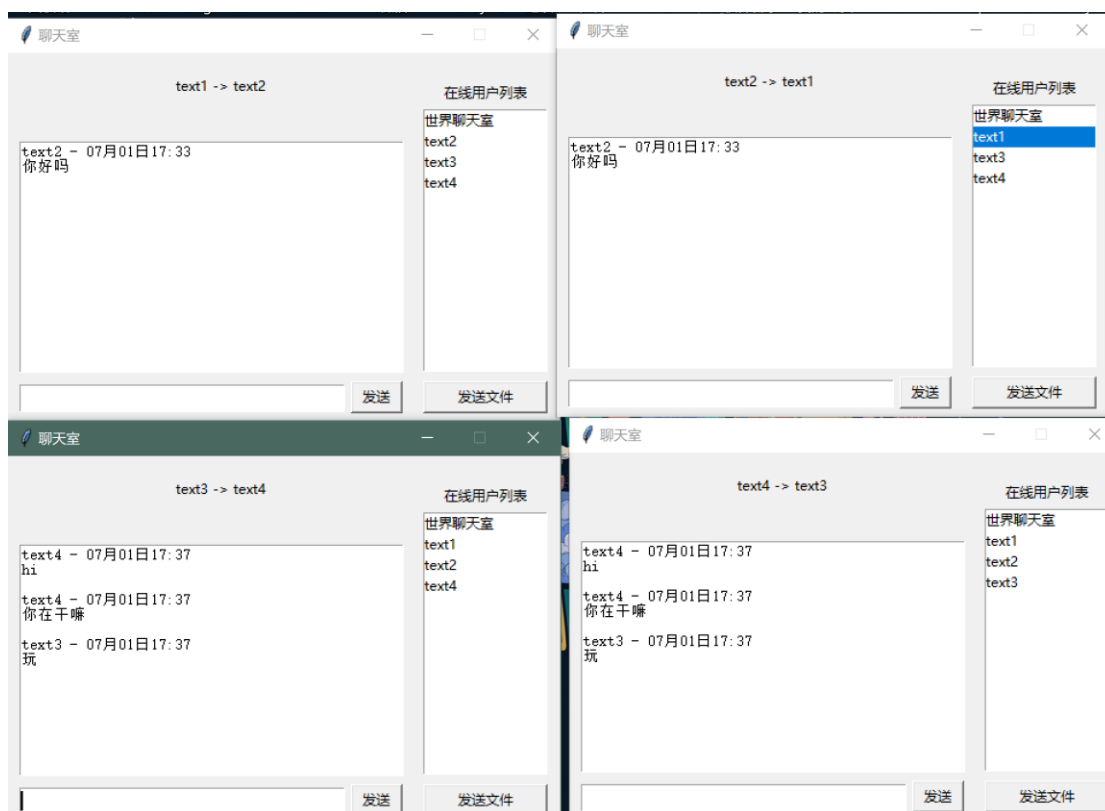 聊天室
text1 -> text2
在线用户列表
世界聊天室
text2
text3
text4
text2 - 07月01日17:33
你好吗
发送
发送文件
聊天室
text2 -> text1
在线用户列表
世界聊天室
text1
text3
text4
text2 - 07月01日17:33
你好吗
发送
发送文件
聊天室
text3 -> text4
在线用户列表
世界聊天室
text1
text2
text4
text4 - 07月01日17:37
hi
text4 - 07月01日17:37
你在干嘛
text3 - 07月01日17:37
玩
发送
发送文件
聊天室
text4 -> text3
在线用户列表
世界聊天室
text1
text2
text3
text4 - 07月01日17:37
hi
text4 - 07月01日17:37
你在干嘛
text3 - 07月01日17:37
玩
发送
发送文件